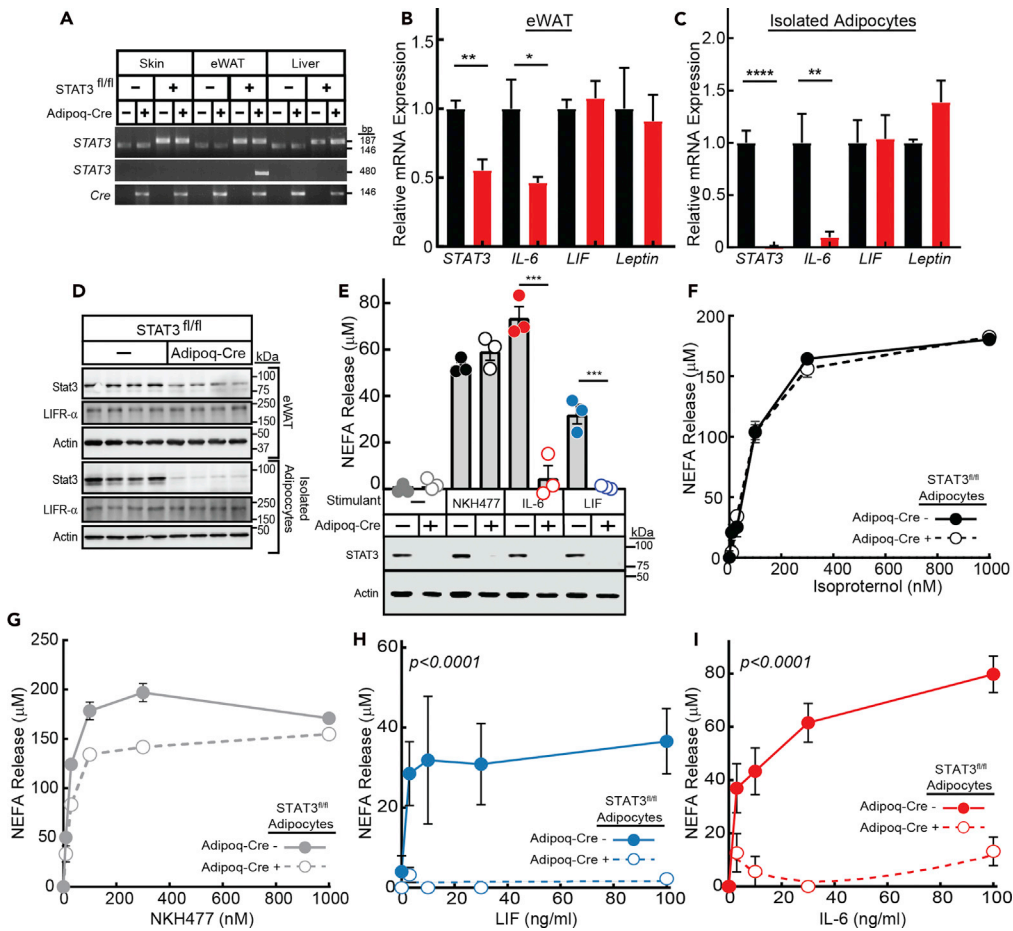 A
Skin eWAT Liver
STAT3 fl/fl − + − + − +
Adipoq-Cre − + − + − + − + − + − +
bp
STAT3 187
146
STAT3 480
Cre 146
B
eWAT
Relative mRNA Expression
1.5
1.0
0.5
0
** *
STAT3 IL-6 LIF Leptin
C
Isolated Adipocytes
Relative mRNA Expression
2.0
1.5
1.0
0.5
0
**** **
STAT3 IL-6 LIF Leptin
D
STAT3 fl/fl
− Adipoq-Cre kDa
Stat3 100
75
LIFR-α 250
150
Actin 50
37
eWAT
Stat3 100
75
LIFR-α 250
150
Actin 50
Isolated Adipocytes
E
NEFA Release (µM)
80
60
40
20
0
*** ***
Stimulant − NKH477 IL-6 LIF
Adipoq-Cre − + − + − + − + kDa
STAT3 100
75
Actin 50
F
NEFA Release (µM)
200
150
100
50
0
0 200 400 600 800 1000
Isoproternol (nM)
STAT3fl/fl
Adipocytes
Adipoq-Cre -
Adipoq-Cre +
G
NEFA Release (µM)
250
200
150
100
50
0
0 200 400 600 800 1000
NKH477 (nM)
STAT3fl/fl
Adipocytes
Adipoq-Cre -
Adipoq-Cre +
H
p<0.0001
NEFA Release (µM)
60
40
20
0
0 20 40 60 80 100
LIF (ng/ml)
STAT3fl/fl
Adipocytes
Adipoq-Cre -
Adipoq-Cre +
I
p<0.0001
NEFA Release (µM)
80
60
40
20
0
0 20 40 60 80 100
IL-6 (ng/ml)
STAT3fl/fl
Adipocytes
Adipoq-Cre -
Adipoq-Cre +